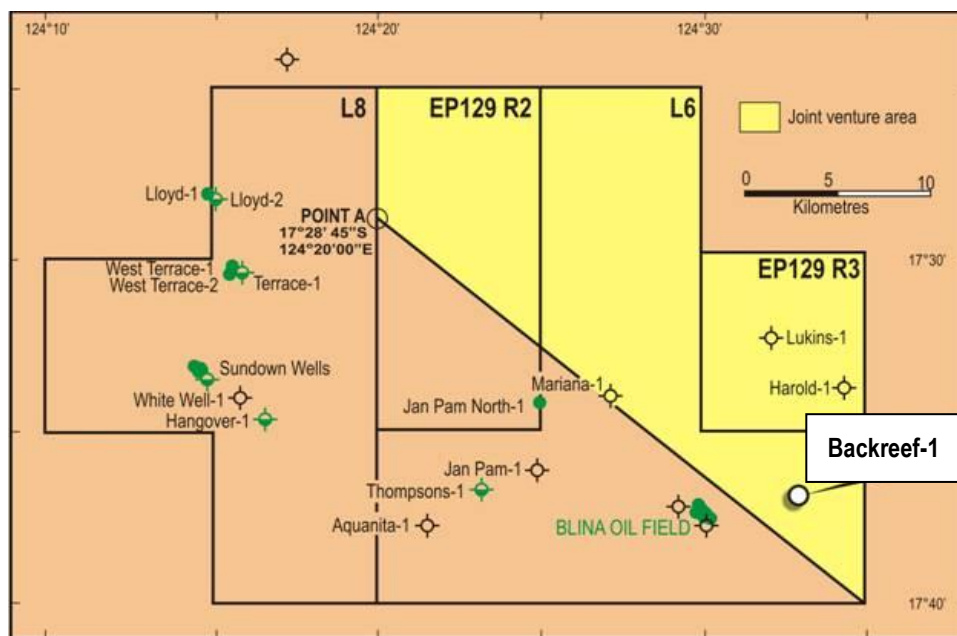 124°10'
124°20'
124°30'
L8
EP129 R2
L6
Joint venture area
0 5 10
Kilometres
Lloyd-1
Lloyd-2
POINT A
17°28' 45"S
124°20'00"E
17°30'
West Terrace-1
West Terrace-2
Terrace-1
EP129 R3
Lukins-1
Sundown Wells
Mariana-1
Harold-1
White Well-1
Jan Pam North-1
Hangover-1
Backreef-1
Jan Pam-1
Thompsons-1
Aquanita-1
BLINA OIL FIELD
17°40'